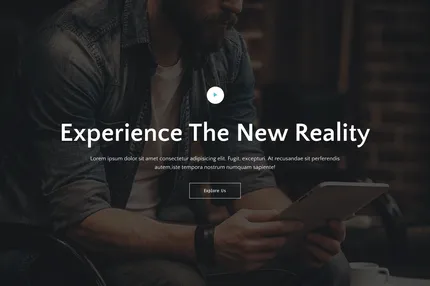 Experience The New Reality
Lorem ipsum dolor sit amet consectetur adipisicing elit. Fugit, excepturi. At recusandae sit perferendis
autem,iste tempora nostrum numquam sapiente!
Explore Us